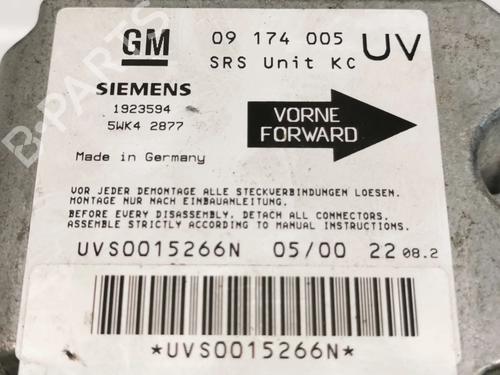 GM 09 174 005 UV
SRS Unit KC
SIEMENS
1923594
5WK4 2877
VORNE
FORWARD
Made in Germany
VOR JEDER DEMONTAGE ALLE STECKVERBINDUNGEN LOESEN.
MONTAGE NUR NACH EINBAUANLEITUNG.
BEFORE EVERY DISASSEMBLY, DETACH ALL CONNECTORS.
ASSEMBLE STRICTLY ACCORDING TO MANUAL INSTRUCTIONS.
UVS0015266N 05/00 22 08.2
*UVS0015266N*
B-PARTS